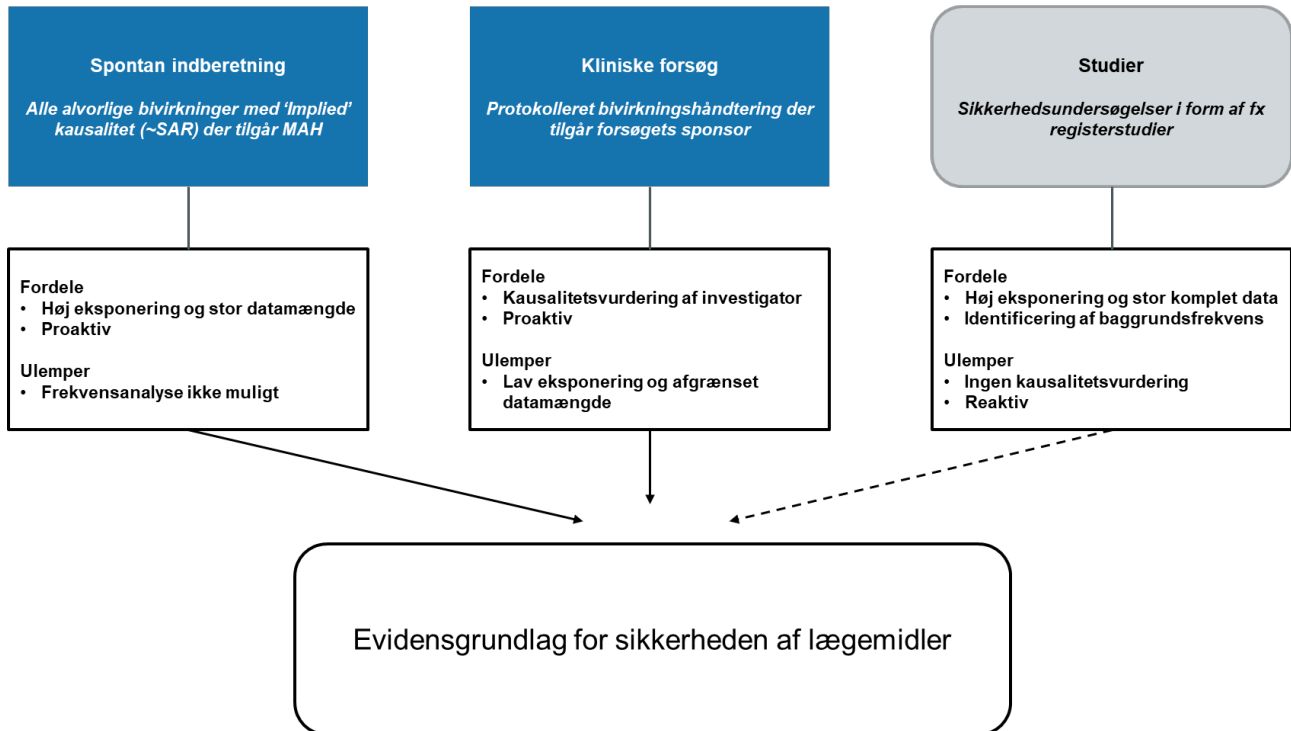 Spontan indberetning
Alle alvorlige bivirkninger med 'Implied'
kausalitet (~SAR) der tilgår MAH
Kliniske forsøg
Protokolleret bivirkningshåndtering der
tilgår forsøgets sponsor
Studier
Sikkerhedsundersøgelser i form af fx
registerstudier
Fordele
• Høj eksponering og stor datamængde
• Proaktiv
Ulemper
• Frekvensanalyse ikke muligt
Fordele
• Kausalitetsvurdering af investigator
• Proaktiv
Ulemper
• Lav eksponering og afgrænset
datamængde
Fordele
• Høj eksponering og stor komplet data
• Identificering af baggrundsfrekvens
Ulemper
• Ingen kausalitetsvurdering
• Reaktiv
Evidensgrundlag for sikkerheden af lægemidler